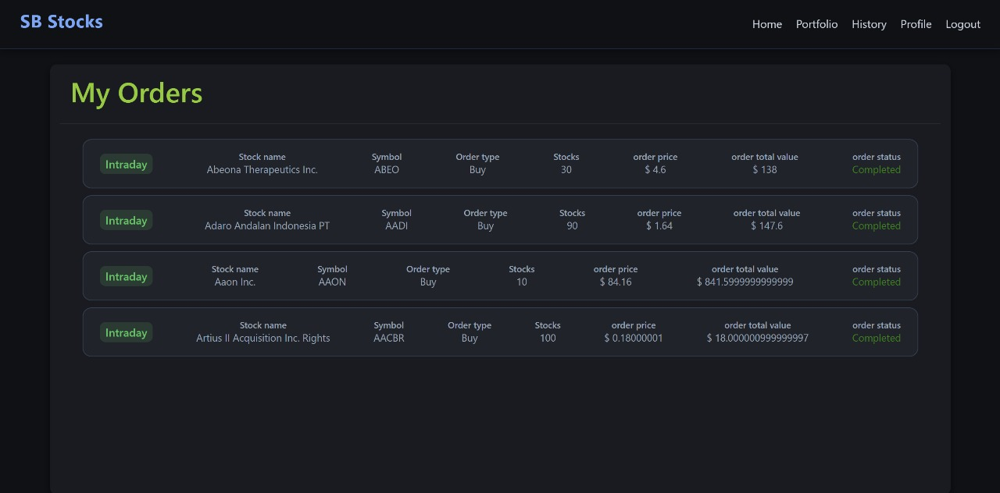 SB Stocks
Home Portfolio History Profile Logout
My Orders
Intraday
Stock name Symbol Order type Stocks order price order total value order status
Abeona Therapeutics Inc. ABEO Buy 30 $ 4.6 $ 138 Completed
Intraday
Stock name Symbol Order type Stocks order price order total value order status
Adaro Andalan Indonesia PT AADI Buy 90 $ 1.64 $ 147.6 Completed
Intraday
Stock name Symbol Order type Stocks order price order total value order status
Aaon Inc. AAON Buy 10 $ 84.16 $ 841.5999999999999 Completed
Intraday
Stock name Symbol Order type Stocks order price order total value order status
Artius II Acquisition Inc. Rights AACBR Buy 100 $ 0.18000001 $ 18.000000999999997 Completed